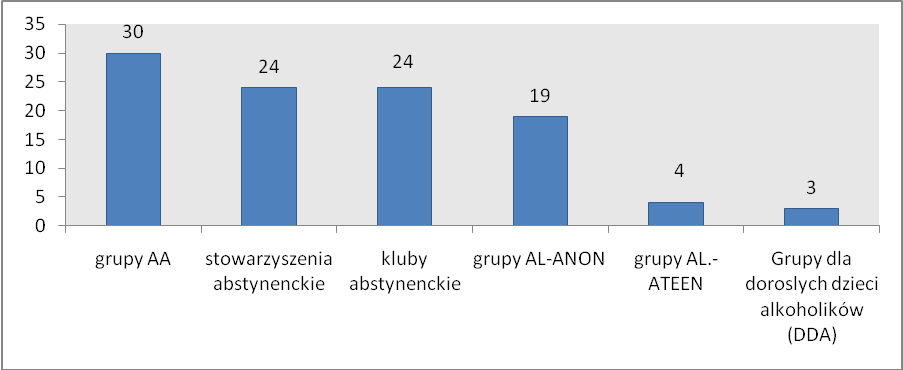 35
30
25
20
15
10
5
0
30
24
24
19
4
3
grupy AA
stowarzyszenia
abstynenckie
kluby
abstynenckie
grupy AL-ANON
grupy AL.-
ATEEN
Grupy dla
doroslych dzieci
alkoholików
(DDA)